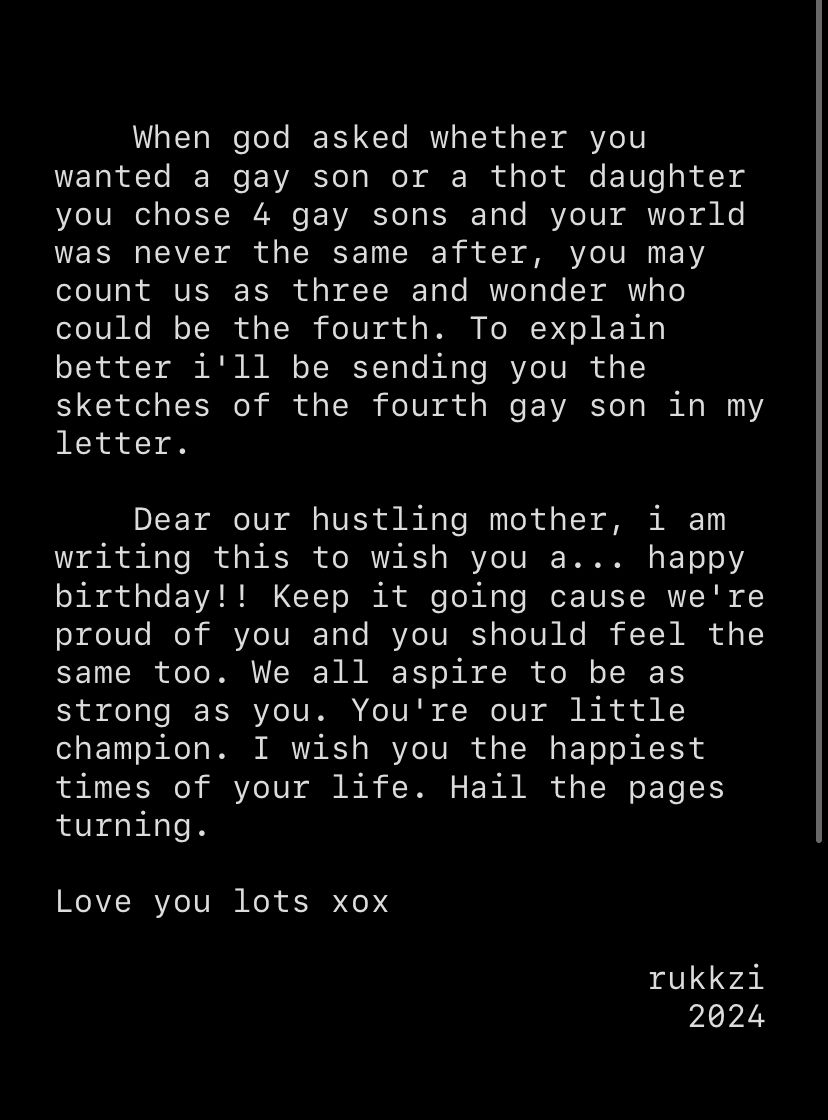 When god asked whether you
wanted a gay son or a thot daughter
you chose 4 gay sons and your world
was never the same after, you may
count us as three and wonder who
could be the fourth. To explain
better i'll be sending you the
sketches of the fourth gay son in my
letter.
Dear our hustling mother, i am
writing this to wish you a... happy
birthday!! Keep it going cause we're
proud of you and you should feel the
same too. We all aspire to be as
strong as you. You're our little
champion. I wish you the happiest
times of your life. Hail the pages
turning.
Love you lots xox
rukkzi
2024